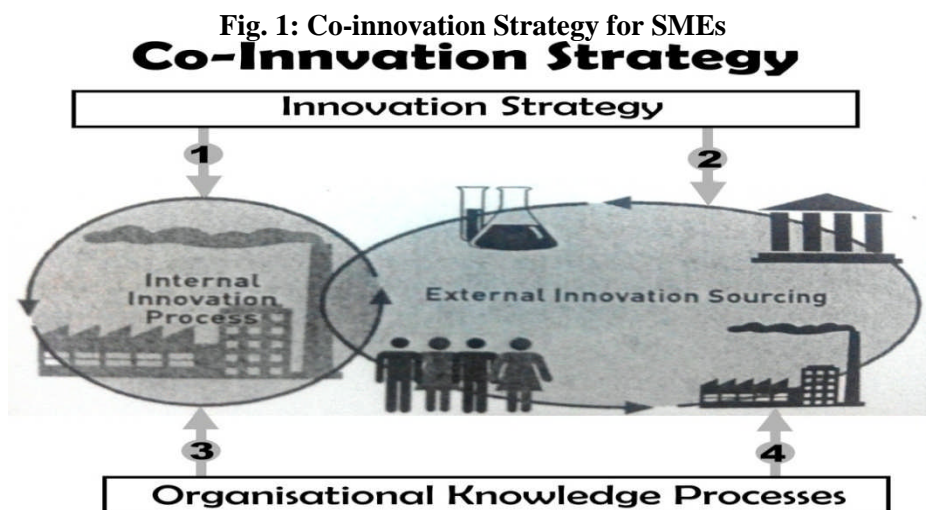 Fig. 1: Co-innovation Strategy for SMEs
Co-Innvation Strategy
Innovation Strategy
1
2
Internal
Innovation
Process
External Innovation Sourcing
3
4
Organisational Knowledge Processes